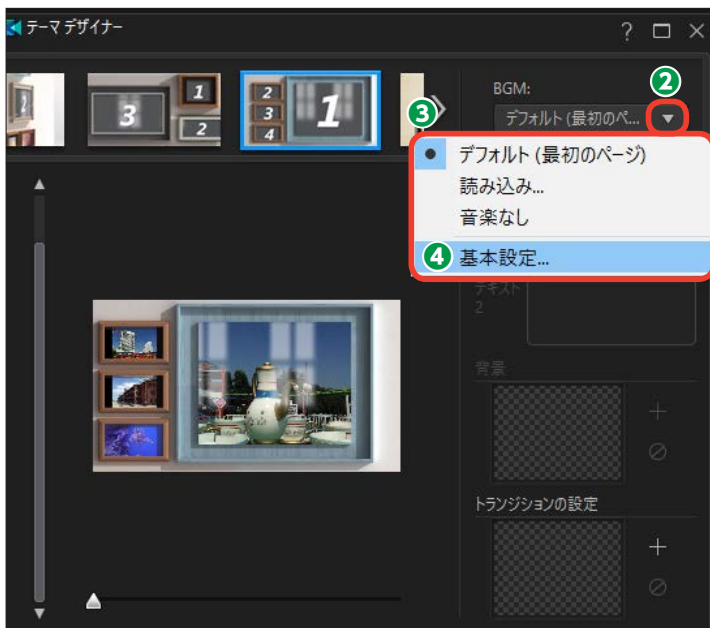 テーマ デザイナー
?
3
1
2
2
3
4
1
BGM:
2
デフォルト (最初のペ...
3
デフォルト (最初のページ)
読み込み...
音楽なし
4
基本設定...
テキスト
2
背景
トランジションの設定